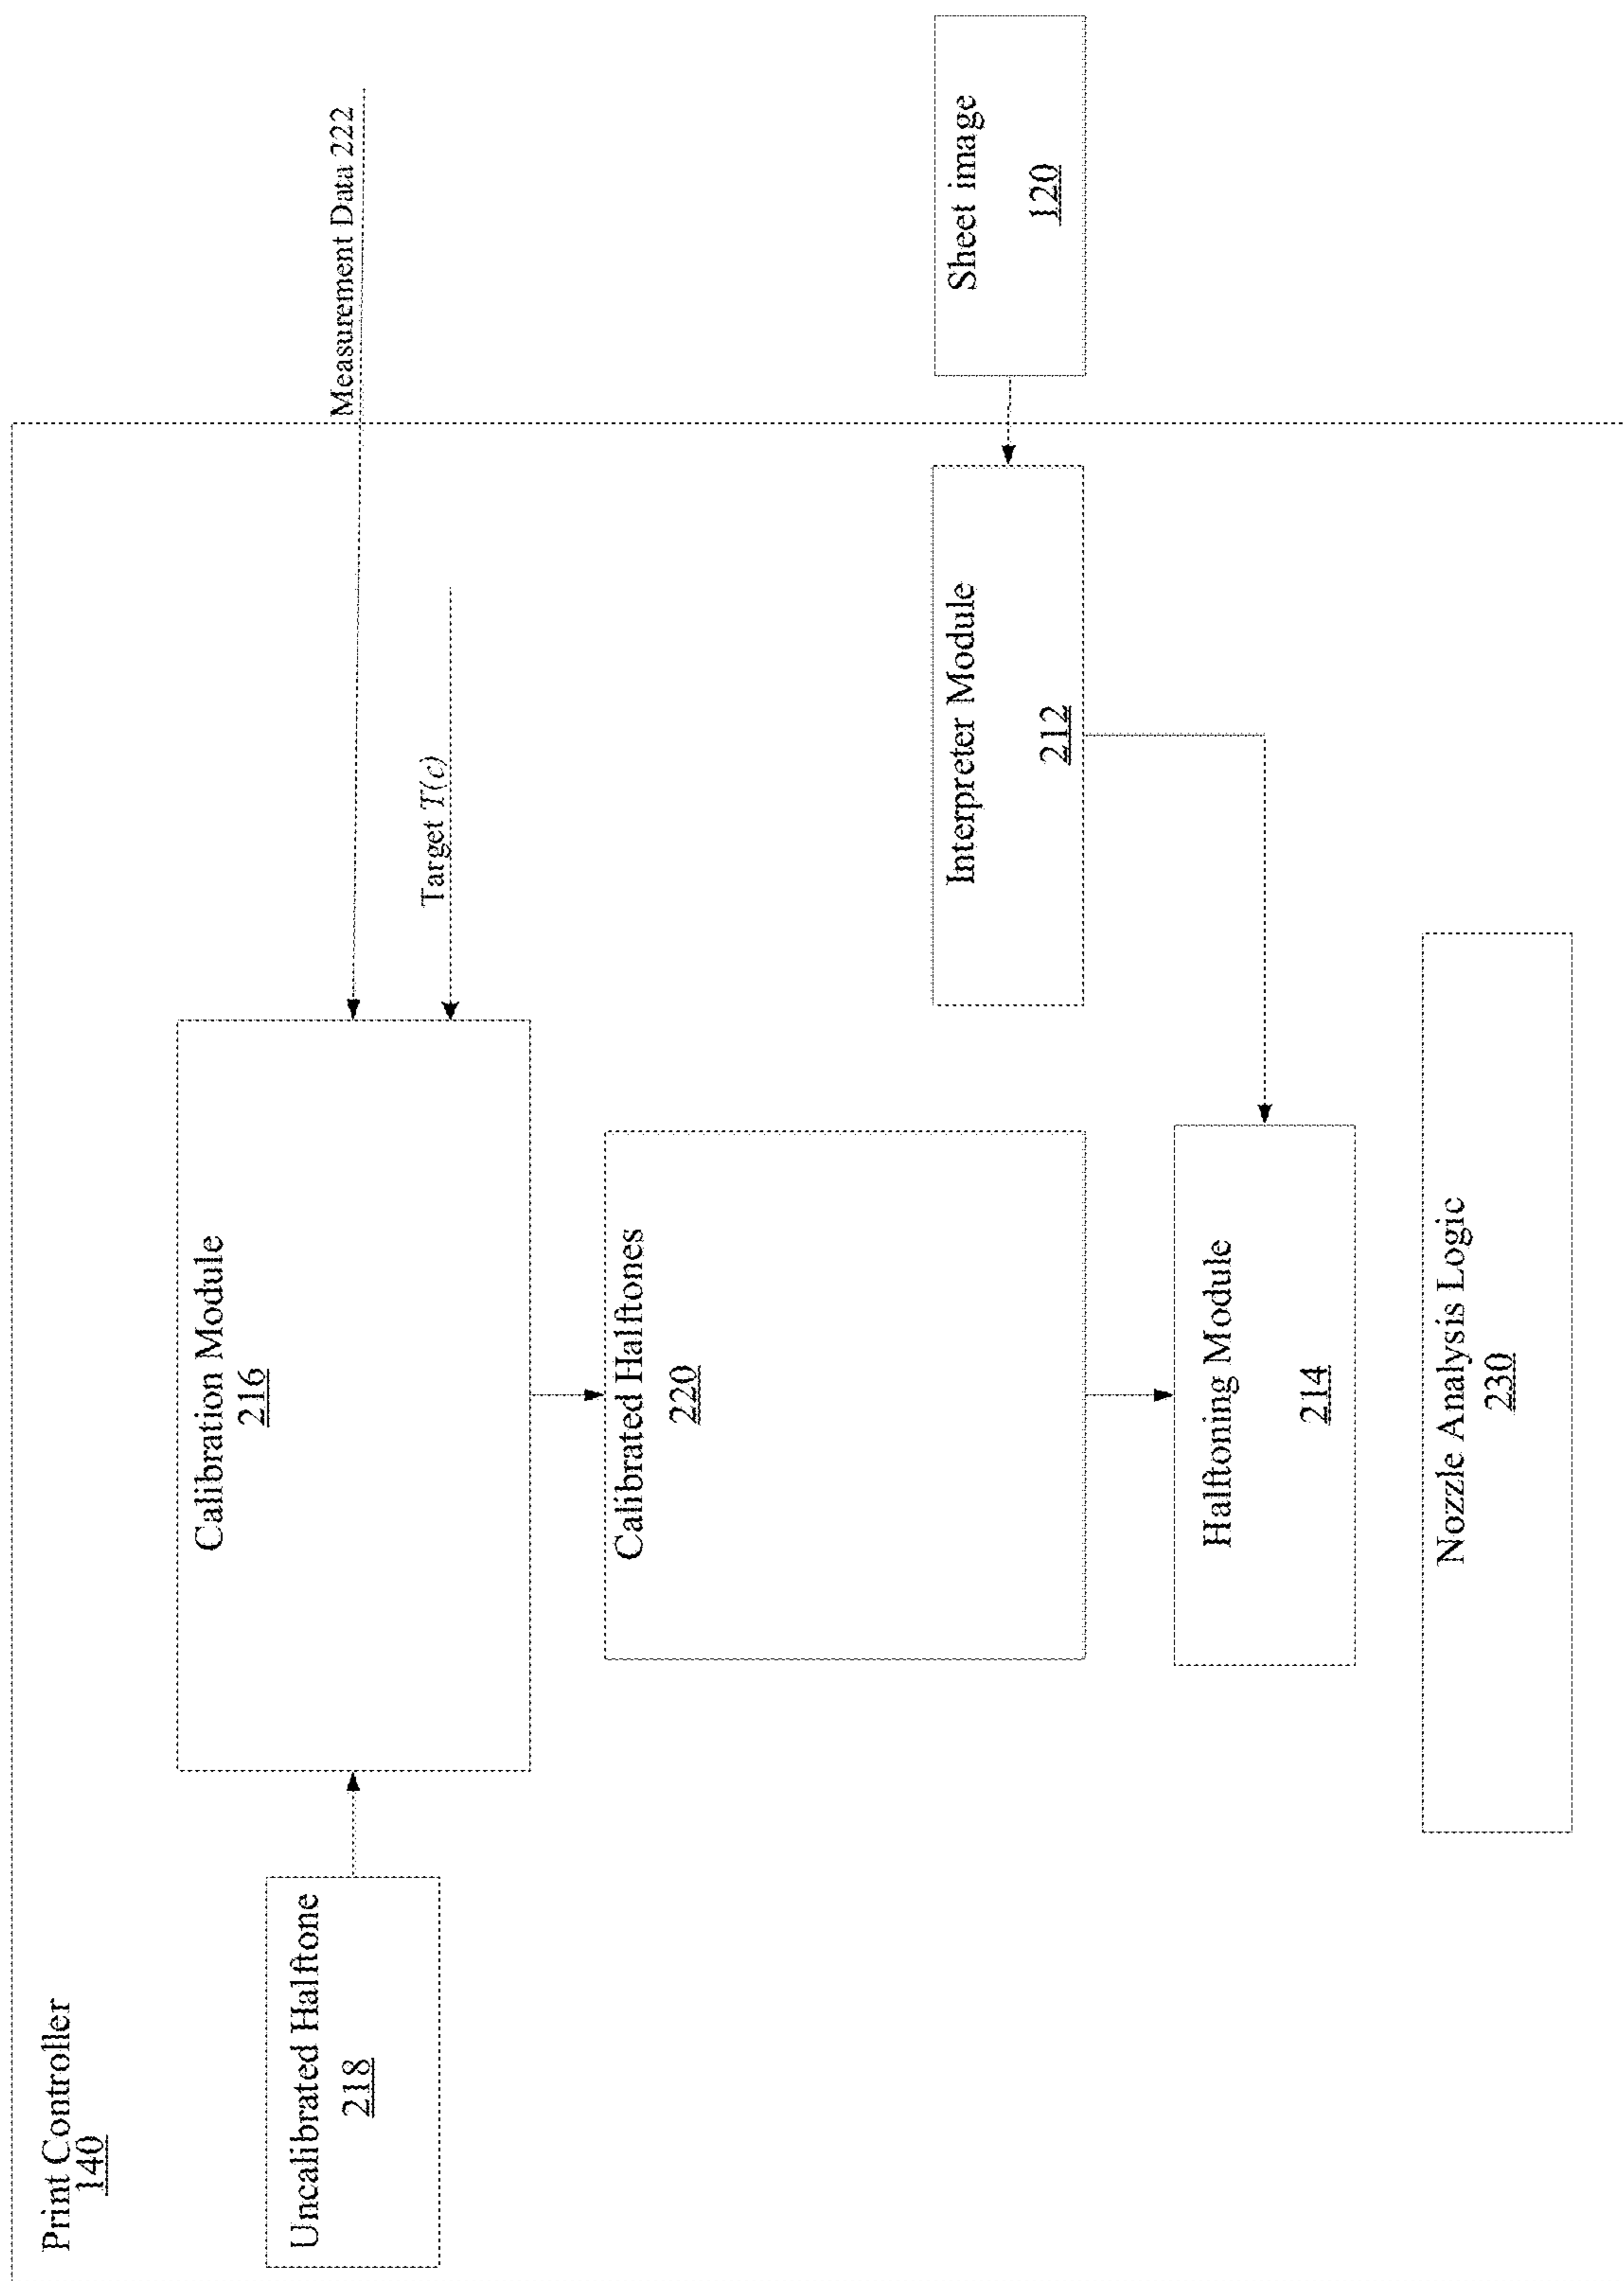 Print Controller
140
Uncalibrated Halftone
218
Calibration Module
216
Measurement Data 222
Target T(c)
Calibrated Halftones
220
Sheet image
120
Interpreter Module
212
Halftoning Module
214
Nozzle Analysis Logic
230